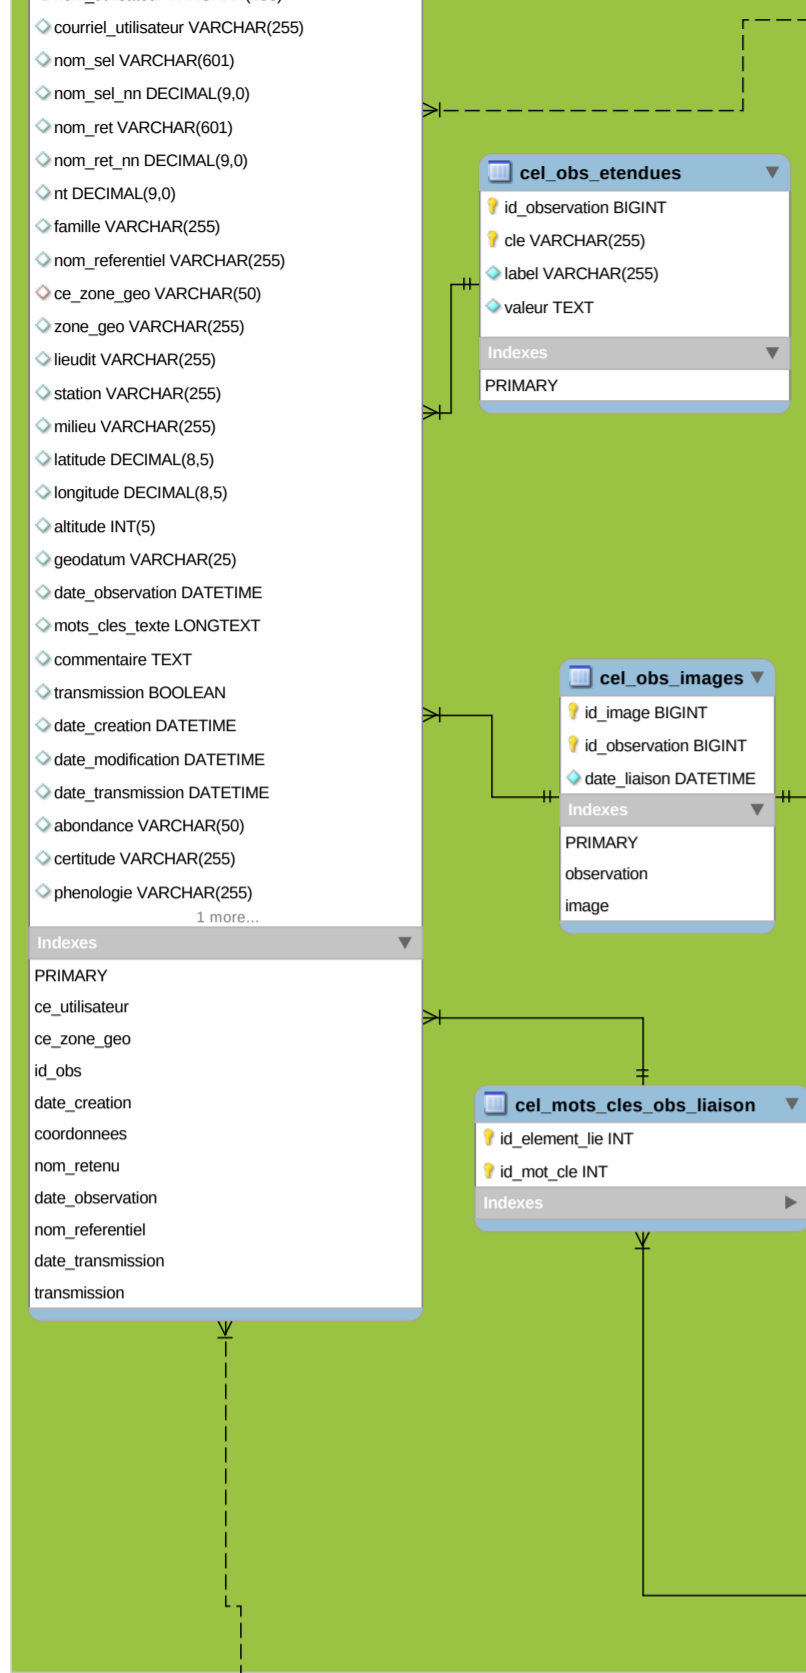 courriel_utilisateur VARCHAR(255)
nom_sel VARCHAR(601)
nom_sel_nn DECIMAL(9,0)
nom_ret VARCHAR(601)
nom_ret_nn DECIMAL(9,0)
nt DECIMAL(9,0)
famille VARCHAR(255)
nom_referentiel VARCHAR(255)
ce_zone_geo VARCHAR(50)
zone_geo VARCHAR(255)
lieudit VARCHAR(255)
station VARCHAR(255)
milieu VARCHAR(255)
latitude DECIMAL(8,5)
longitude DECIMAL(8,5)
altitude INT(5)
geodatum VARCHAR(25)
date_observation DATETIME
mots_cles_texte LONGTEXT
commentaire TEXT
transmission BOOLEAN
date_creation DATETIME
date_modification DATETIME
date_transmission DATETIME
abondance VARCHAR(50)
certitude VARCHAR(255)
phenologie VARCHAR(255)
1 more...
Indexes
PRIMARY
ce_utilisateur
ce_zone_geo
id_obs
date_creation
coordonnees
nom_retenu
date_observation
nom_referentiel
date_transmission
transmission
cel_obs_etendues
id_observation BIGINT
cle VARCHAR(255)
label VARCHAR(255)
valeur TEXT
Indexes
PRIMARY
cel_obs_images
id_image BIGINT
id_observation BIGINT
date_liaison DATETIME
Indexes
PRIMARY
observation
image
cel_mots_cles_obs_liaison
id_element_lie INT
id_mot_cle INT
Indexes